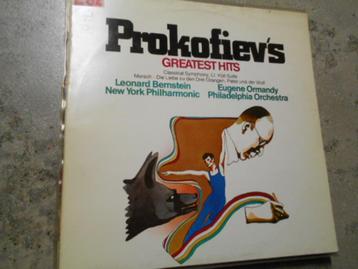 Prokofiev's
GREATEST HITS
Classical Symphony, Lt. Kijé Suite
Marsch · Die Liebe zu den Drei Orangen, Peter und der Wolf
Leonard Bernstein Eugene Ormandy
New York Philharmonic Philadelphia Orchestra